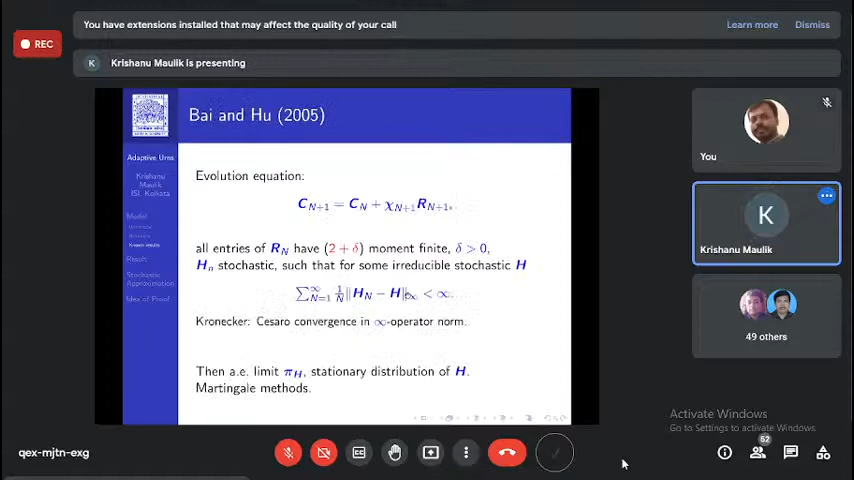 You have extensions installed that may affect the quality of your call
Learn more
Dismiss
REC
K
Krishanu Maulik is presenting
Bai and Hu (2005)
Adaptive Urns
Krishanu
Maulik
ISI, Kolkata
Model
Known results
Result
Stochastic
Approximation
Idea of Proof
Evolution equation:
C_{N+1} = C_N + χ_{N+1} R_{N+1}.
all entries of R_N have (2 + δ) moment finite, δ > 0,
H_n stochastic, such that for some irreducible stochastic H
∑_{N=1}^∞ 1/N ‖H_N − H‖_∞ < ∞.
Kronecker: Cesaro convergence in ∞-operator norm.
Then a.e. limit π_H, stationary distribution of H.
Martingale methods.
You
K
Krishanu Maulik
49 others
Activate Windows
Go to Settings to activate Windows.
qex-mjtn-exg
62